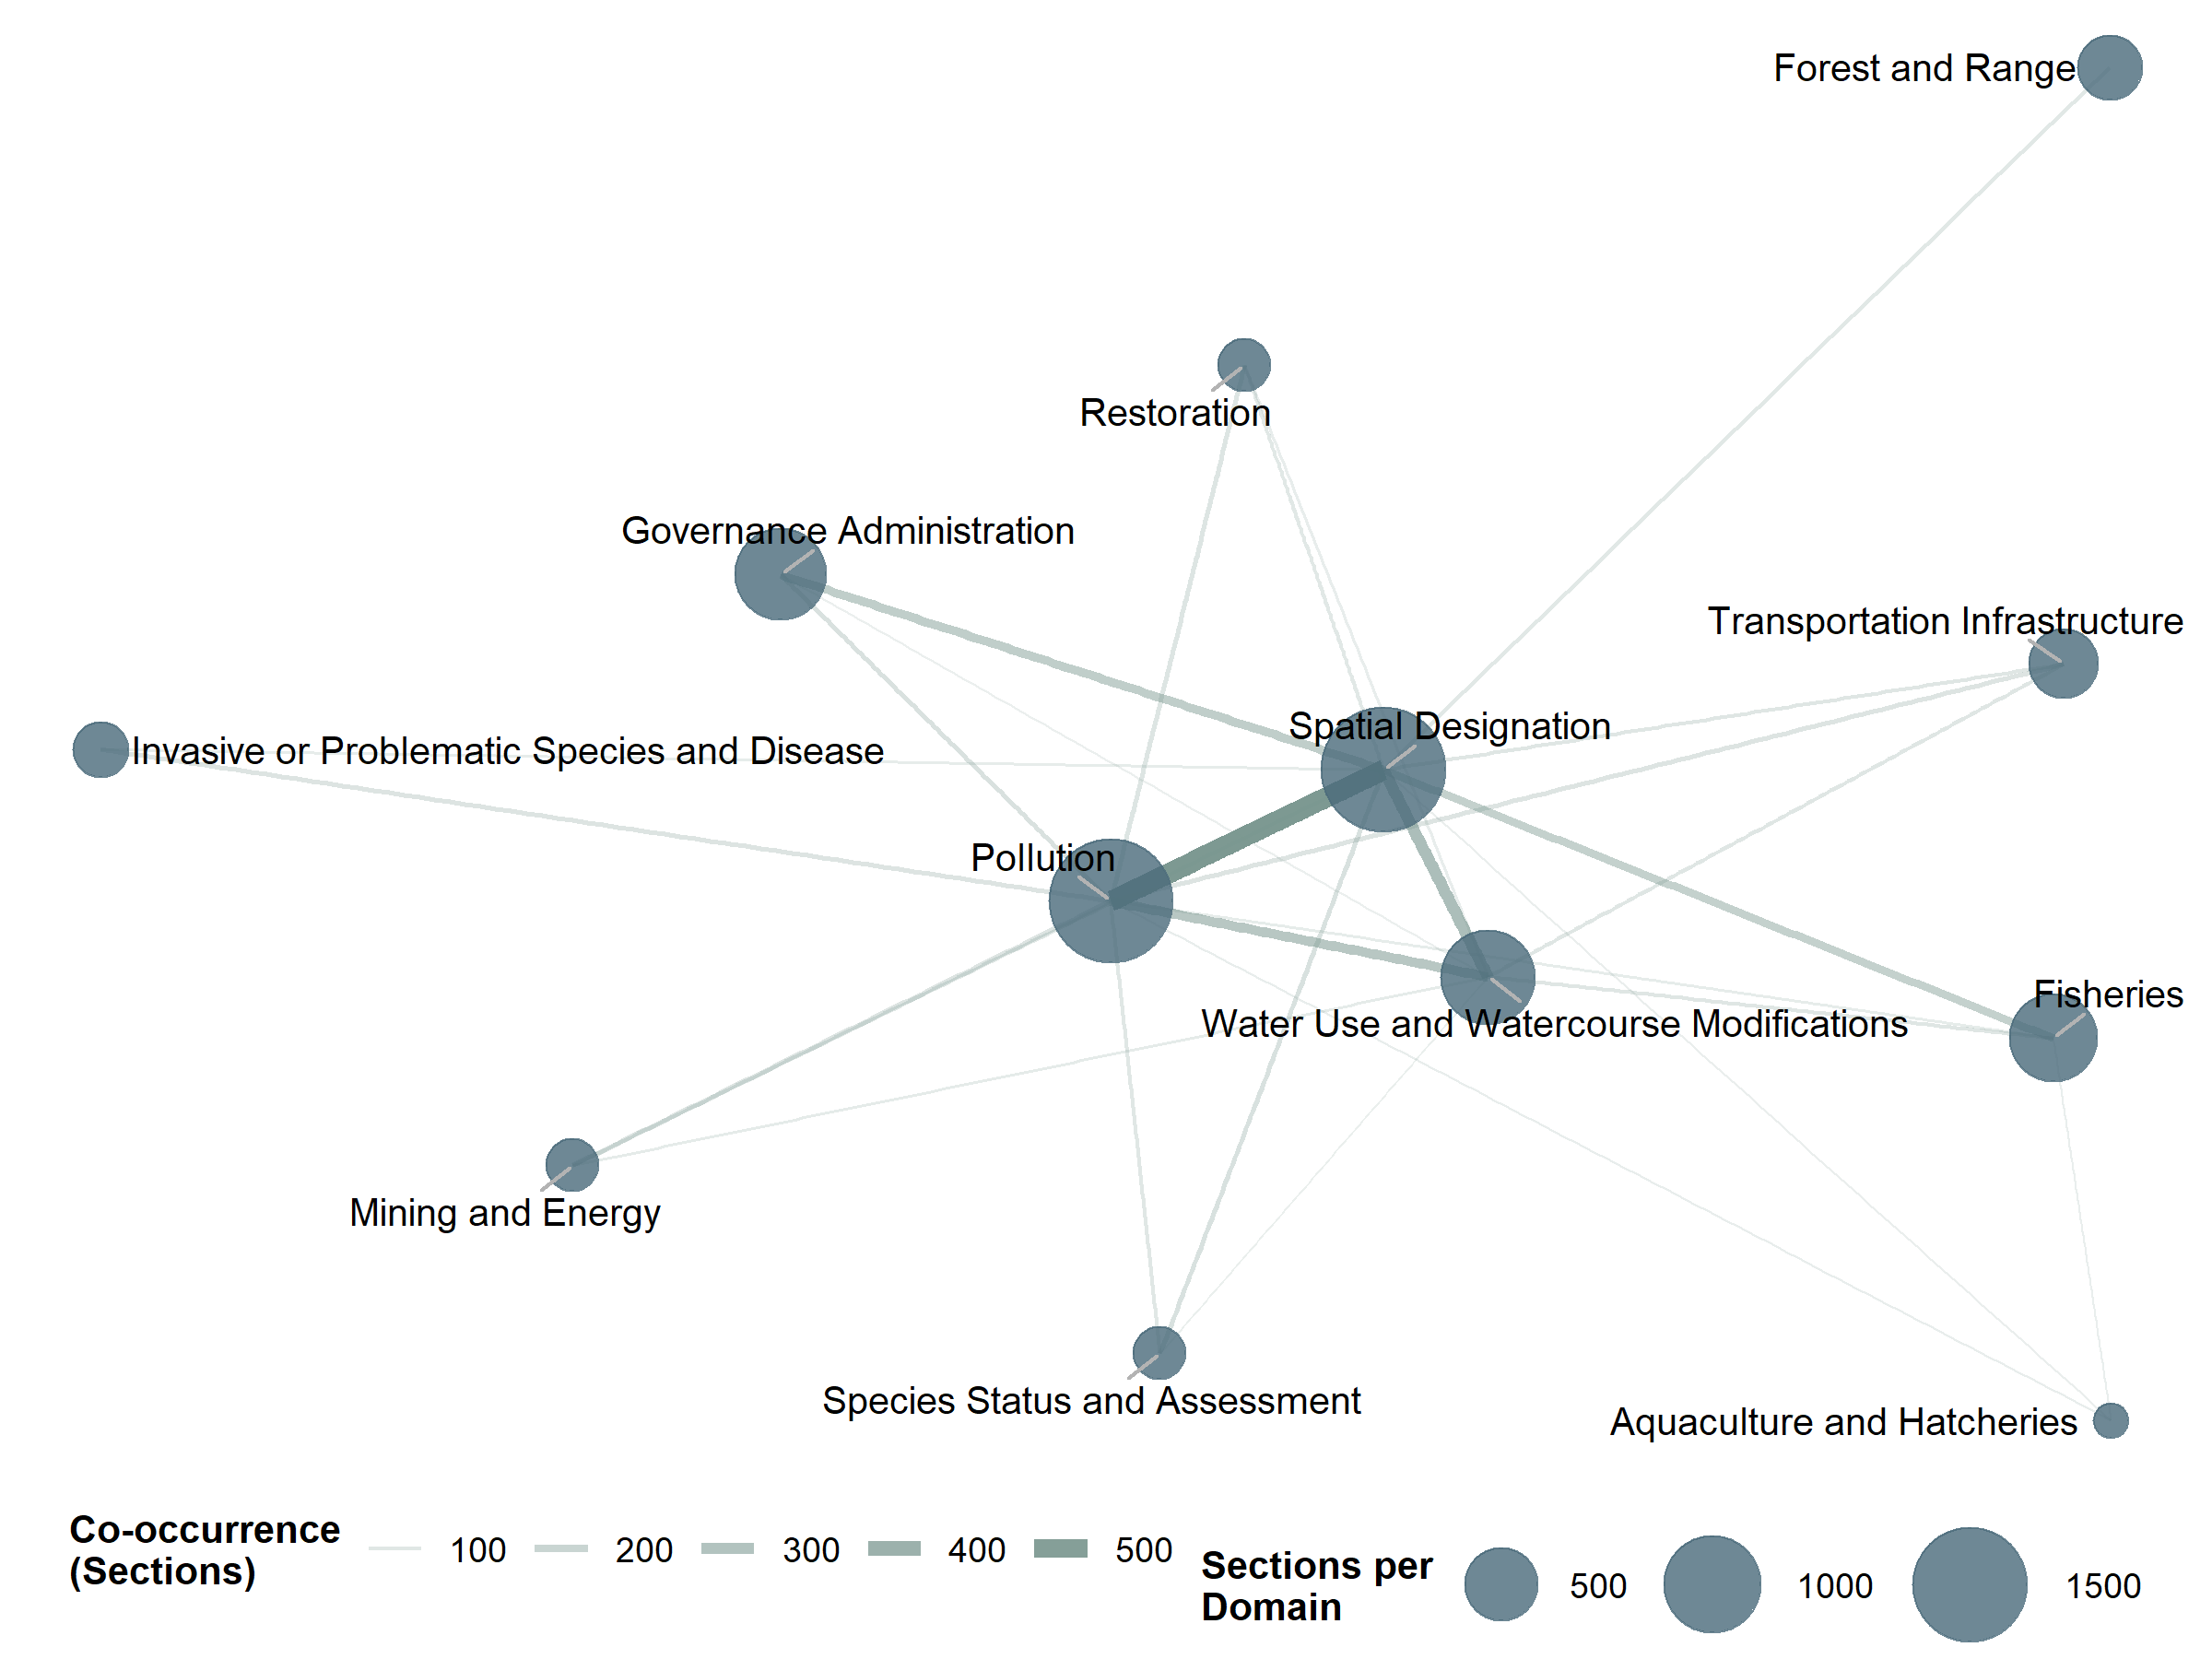 Forest and Range
Restoration
Governance Administration
Transportation Infrastructure
Spatial Designation
Invasive or Problematic Species and Disease
Pollution
Fisheries
Water Use and Watercourse Modifications
Mining and Energy
Species Status and Assessment
Aquaculture and Hatcheries
Co-occurrence
(Sections)
100 200 300 400 500
Sections per
Domain
500 1000 1500